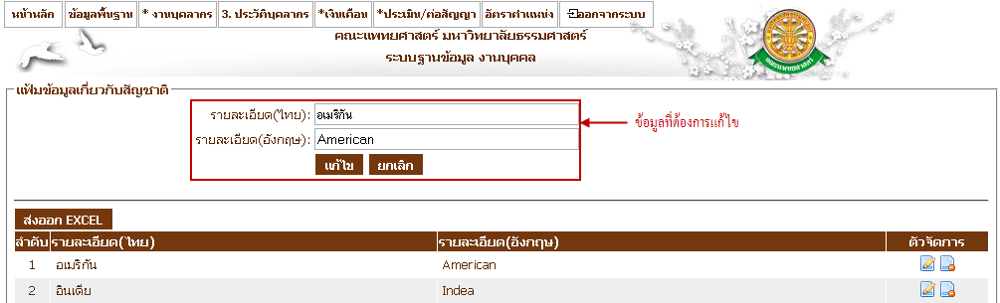 หน้าหลัก ข้อมูลพื้นฐาน * งานบุคลากร 3. ประวัติบุคลากร *เงินเดือน *ประเมิน/ต่อสัญญา อัตราตำแหน่ง ออกจากระบบ
คณะแพทยศาสตร์ มหาวิทยาลัยธรรมศาสตร์
ระบบฐานข้อมูล งานบุคคล
แฟ้มข้อมูลเกี่ยวกับสัญชาติ
รายละเอียด(ไทย): อเมริกัน
ข้อมูลที่ต้องการแก้ไข
รายละเอียด(อังกฤษ): American
แก้ไข ยกเลิก
ส่งออก EXCEL
ลำดับ รายละเอียด(ไทย) รายละเอียด(อังกฤษ) ตัวจัดการ
1 อเมริกัน American
2 อินเดีย Indea